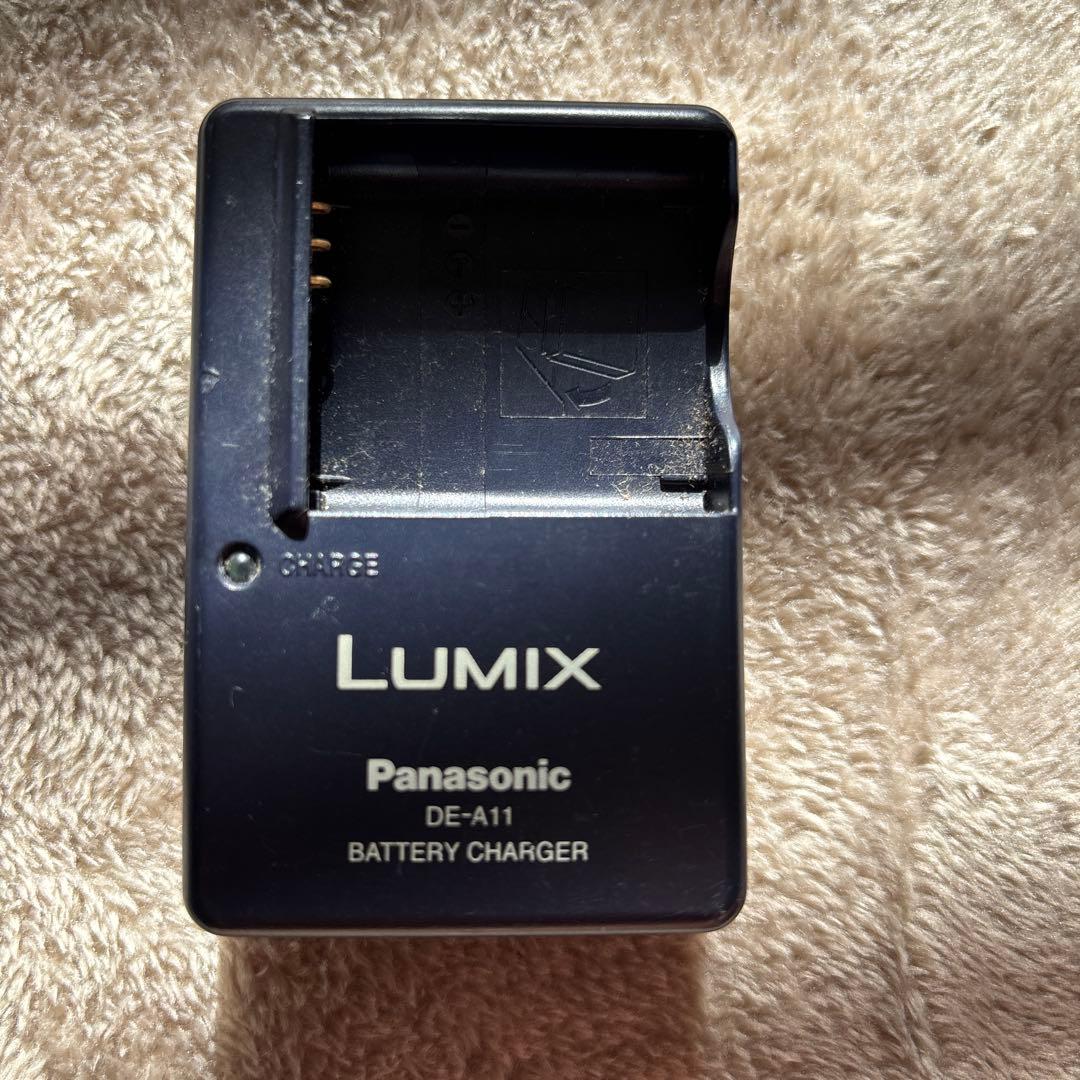 CHARGE
LUMIX
Panasonic
DE-A11
BATTERY CHARGER